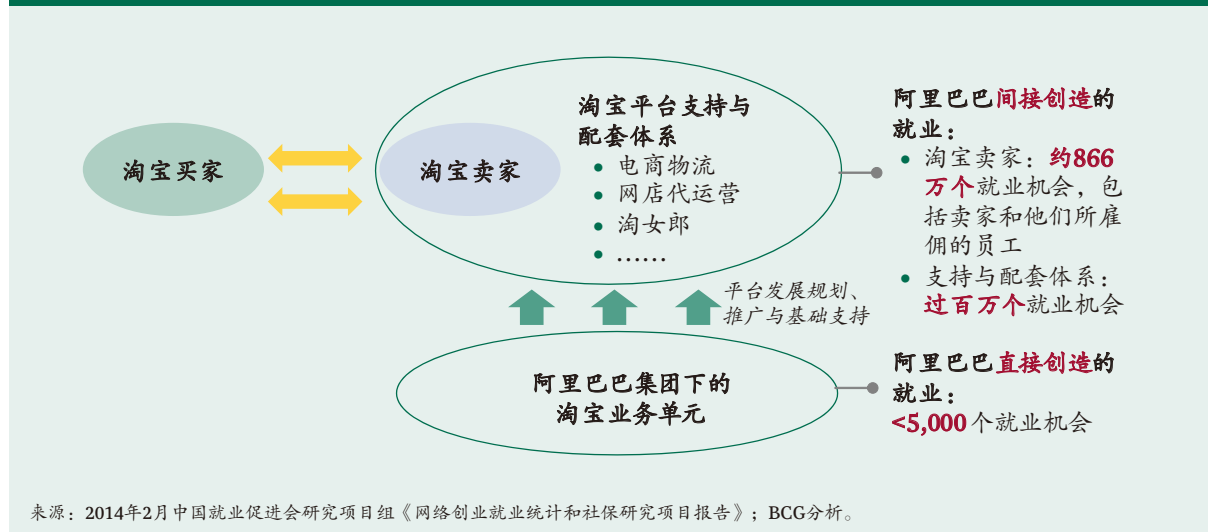 淘宝买家
淘宝卖家
淘宝平台支持与
配套体系
• 电商物流
• 网店代运营
• 淘女郎
• ……
平台发展规划、
推广与基础支持
阿里巴巴集团下的
淘宝业务单元
阿里巴巴间接创造的
就业：
• 淘宝卖家：约866
万个就业机会，包
括卖家和他们所雇
佣的员工
• 支持与配套体系：
过百万个就业机会
阿里巴巴直接创造的
就业：
<5,000个就业机会
来源：2014年2月中国就业促进会研究项目组《网络创业就业统计和社保研究项目报告》；BCG分析。